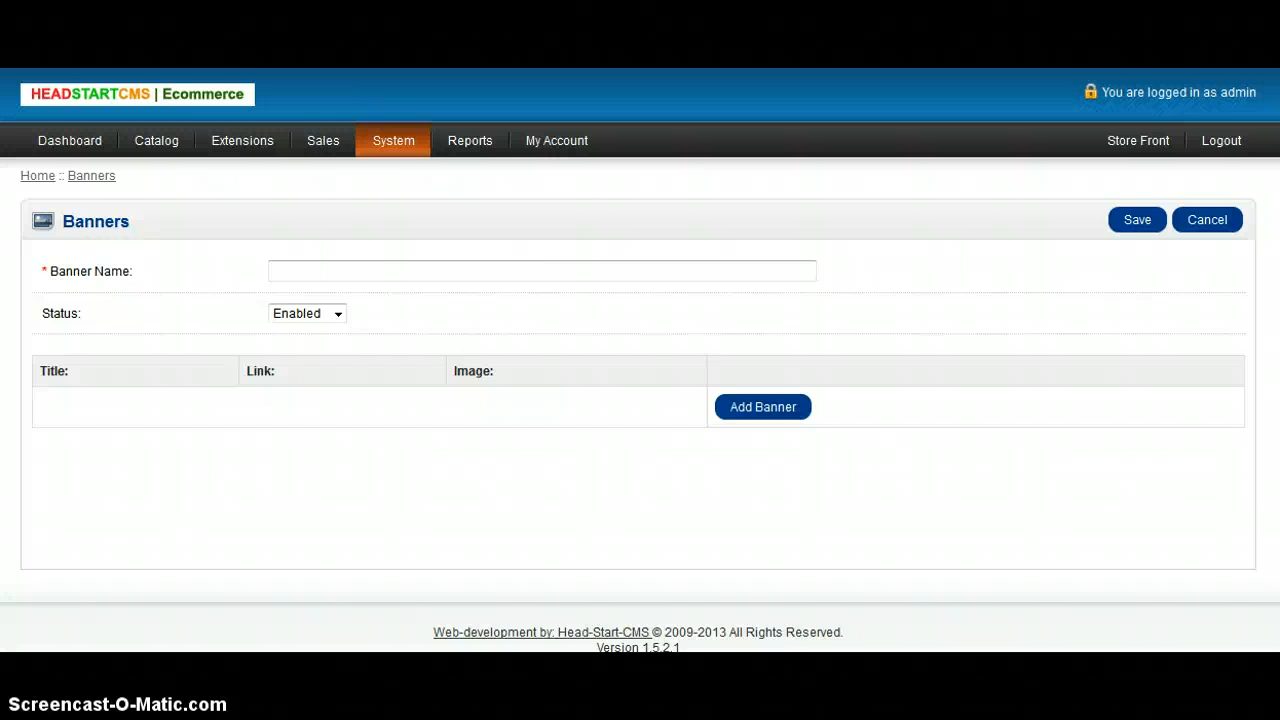 HEADSTARTCMS | Ecommerce
You are logged in as admin
Dashboard Catalog Extensions Sales System Reports My Account Store Front Logout
Home :: Banners
Banners Save Cancel
* Banner Name:
Status: Enabled
Title: Link: Image:
Add Banner
Web-development by: Head-Start-CMS © 2009-2013 All Rights Reserved.
Version 1.5.2.1
Screencast-O-Matic.com